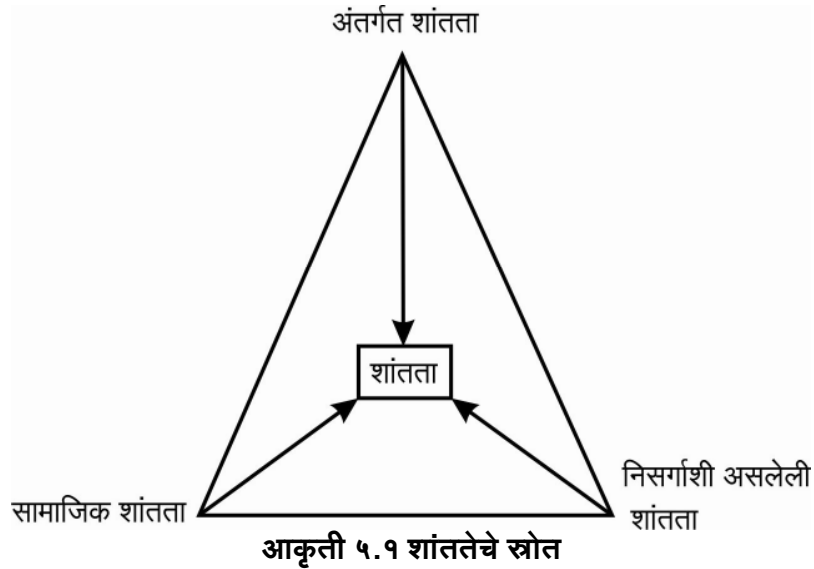 अंतर्गत शांतता
शांतता
निसर्गाशी असलेली
सामाजिक शांतता
शांतता
आकृती ५.१ शांततेचे स्रोत